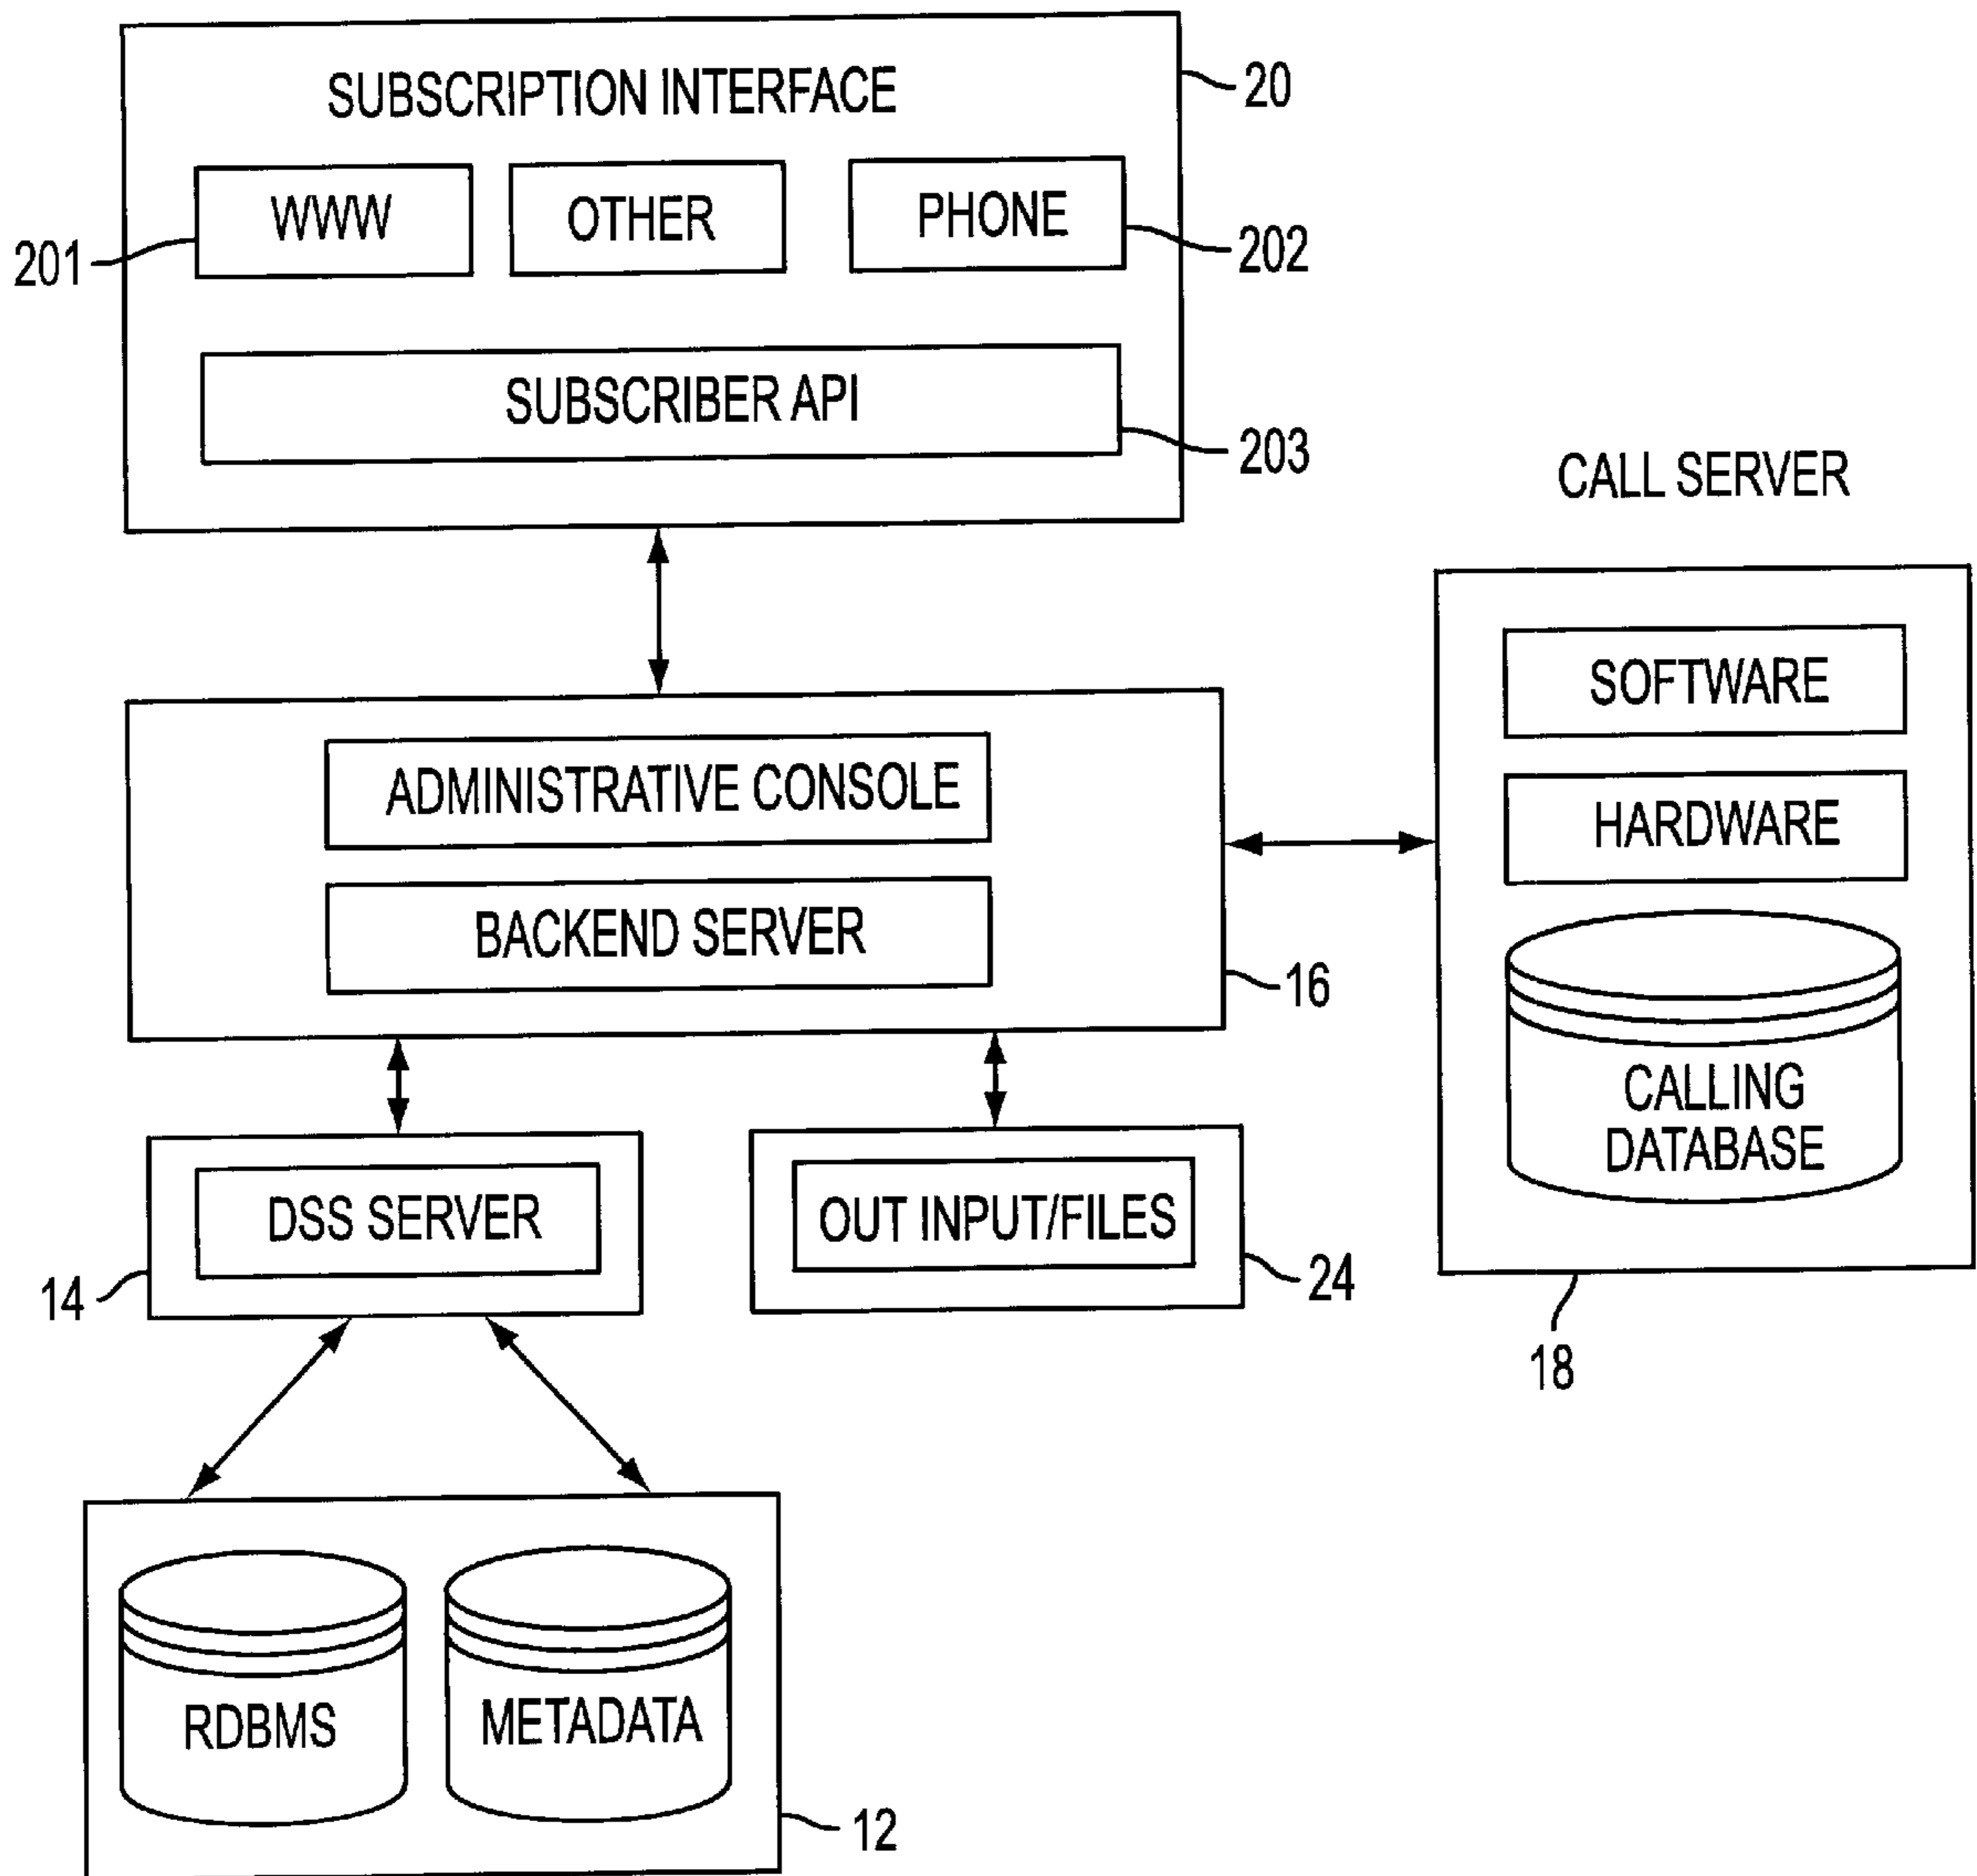 SUBSCRIPTION INTERFACE
20
WWW
OTHER
PHONE
201
202
SUBSCRIBER API
203
CALL SERVER
SOFTWARE
ADMINISTRATIVE CONSOLE
HARDWARE
BACKEND SERVER
16
CALLING
DATABASE
DSS SERVER
OUT INPUT/FILES
14
24
18
RDBMS
METADATA
12